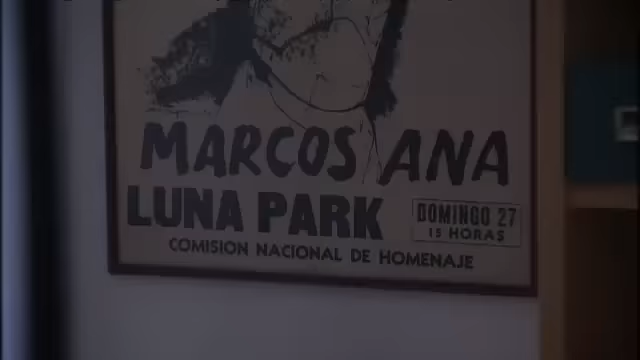 MARCOS ANA
LUNA PARK
DOMINGO 27
15 HORAS
COMISION NACIONAL DE HOMENAJE